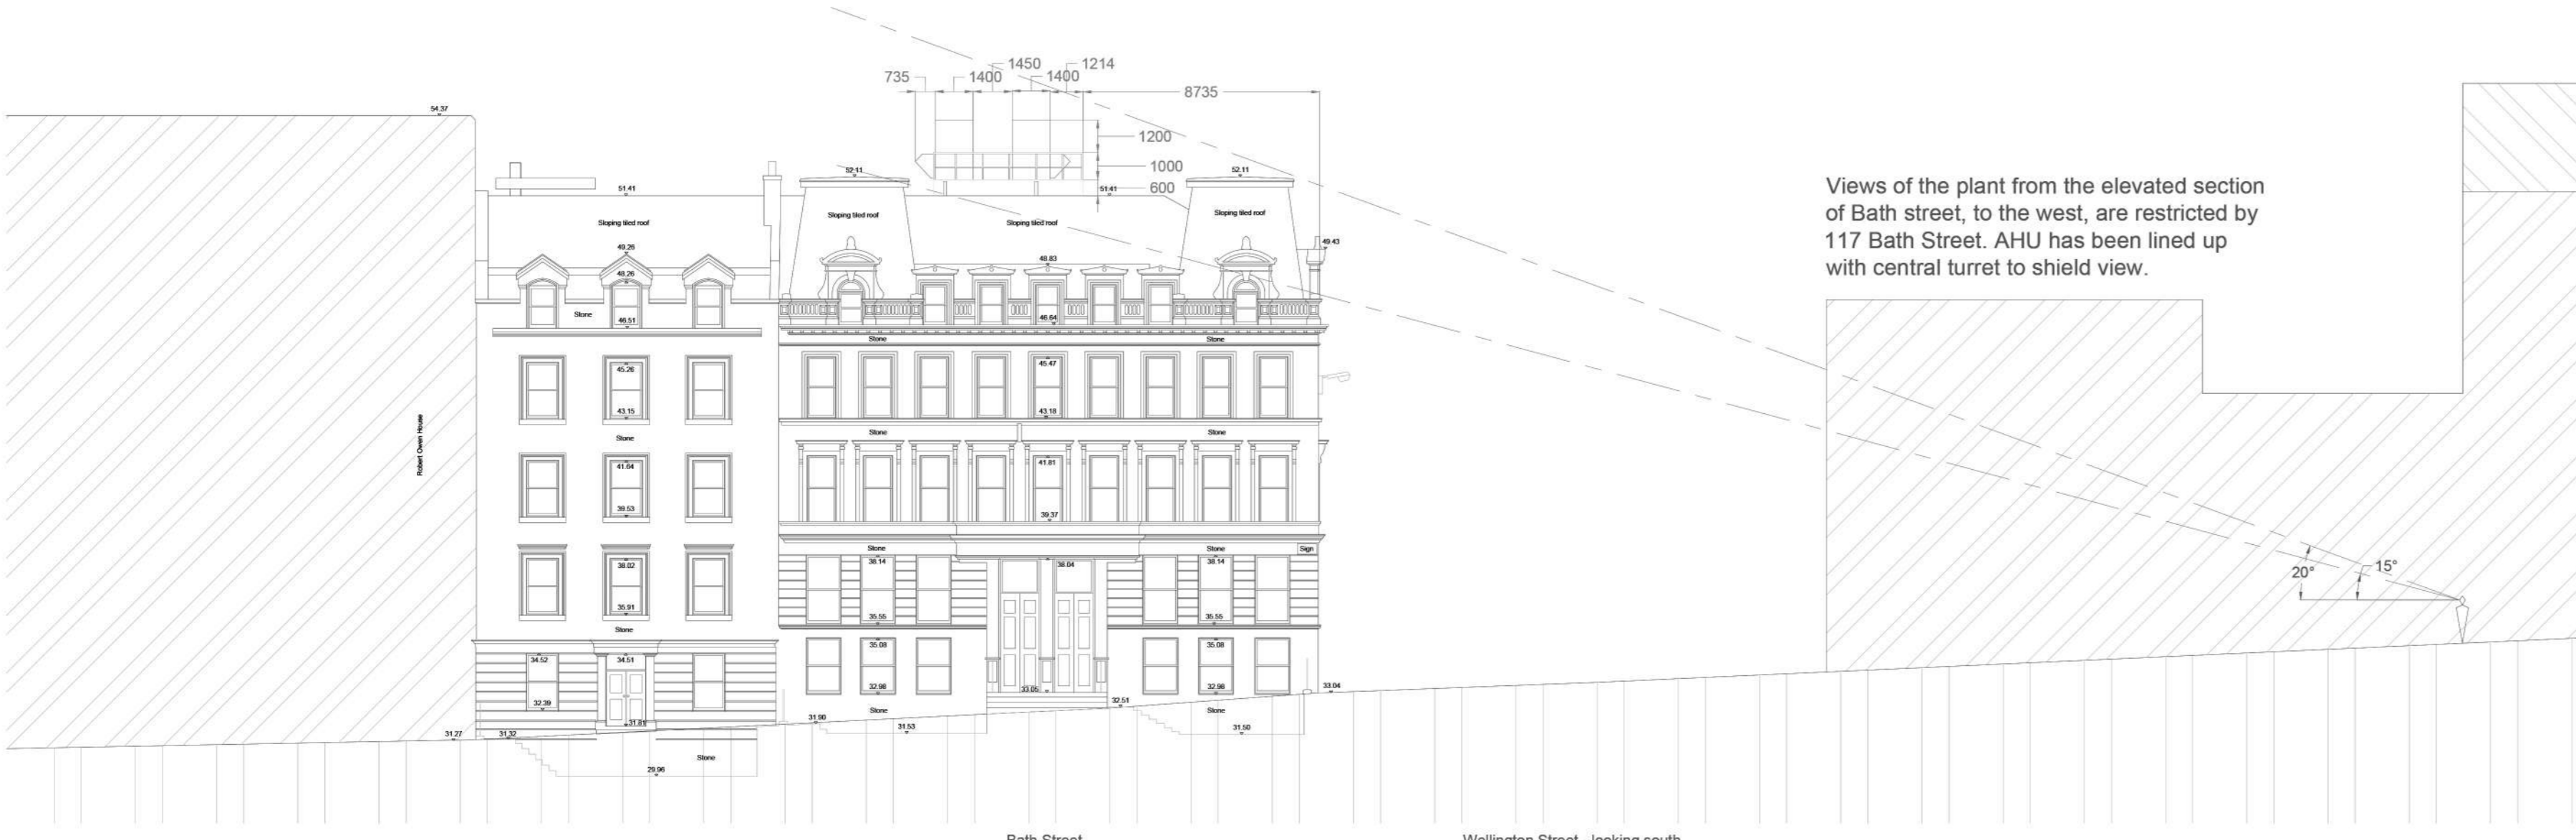 1450
1214
735
1400
1400
8735
54.37
1200
1000
600
52.11
52.11
51.41
51.41
Views of the plant from the elevated section
of Bath street, to the west, are restricted by
117 Bath Street. AHU has been lined up
with central turret to shield view.
Sloping tiled roof
Sloping tiled roof
Sloping tiled roof
Sloping tiled roof
49.26
49.43
48.83
48.26
Stone
46.51
46.64
Stone
Stone
45.26
45.47
43.15
43.18
Stone
Stone
Stone
Robert Owen House
41.64
41.81
39.53
39.37
Stone
Stone
Sign
38.02
38.14
38.04
38.14
20°
15°
35.91
35.55
35.55
Stone
34.52
34.51
35.08
35.08
32.39
32.98
33.05
32.98
33.04
31.81
Stone
Stone
32.51
31.90
31.53
31.50
31.27
31.32
Stone
29.96
Bath Street
Wellington Street - looking south